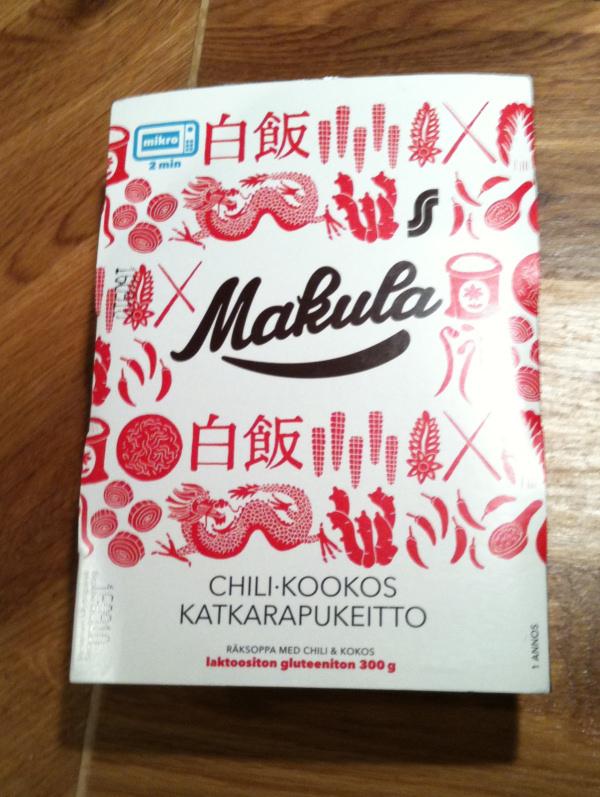 mikro
2 min
白飯
Makula
白飯
CHILI·KOOKOS
KATKARAPUKEITTO
RÄKSOPPA MED CHILI & KOKOS
laktoositon gluteeniton 300 g
1 ANNOS